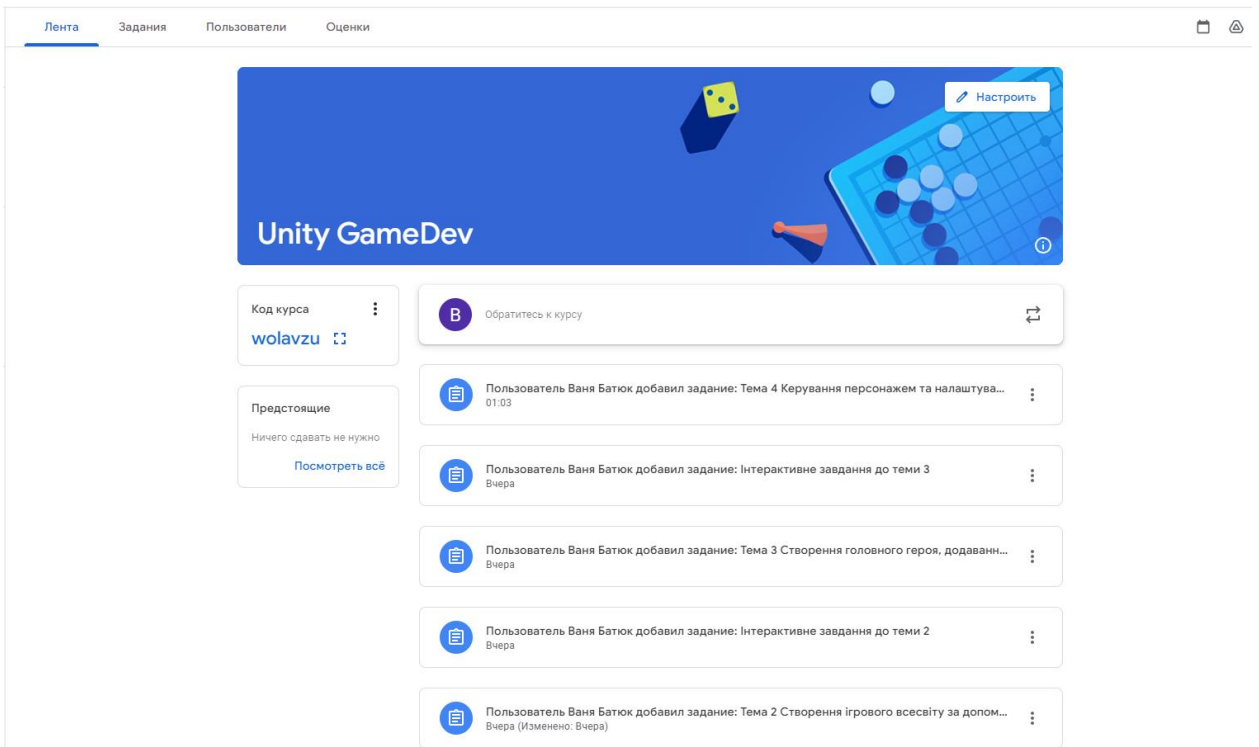 Лента Задания Пользователи Оценки
Настроить
Unity GameDev
Код курса
wolavzu
Предстоящие
Ничего сдавать не нужно
Посмотреть всё
В Обратитесь к курсу
Пользователь Ваня Батюк добавил задание: Тема 4 Керування персонажем та налаштува...
01:03
Пользователь Ваня Батюк добавил задание: Інтерактивне завдання до теми 3
Вчера
Пользователь Ваня Батюк добавил задание: Тема 3 Створення головного героя, додаванн...
Вчера
Пользователь Ваня Батюк добавил задание: Інтерактивне завдання до теми 2
Вчера
Пользователь Ваня Батюк добавил задание: Тема 2 Створення ігрового всесвіту за допом...
Вчера (Изменено: Вчера)